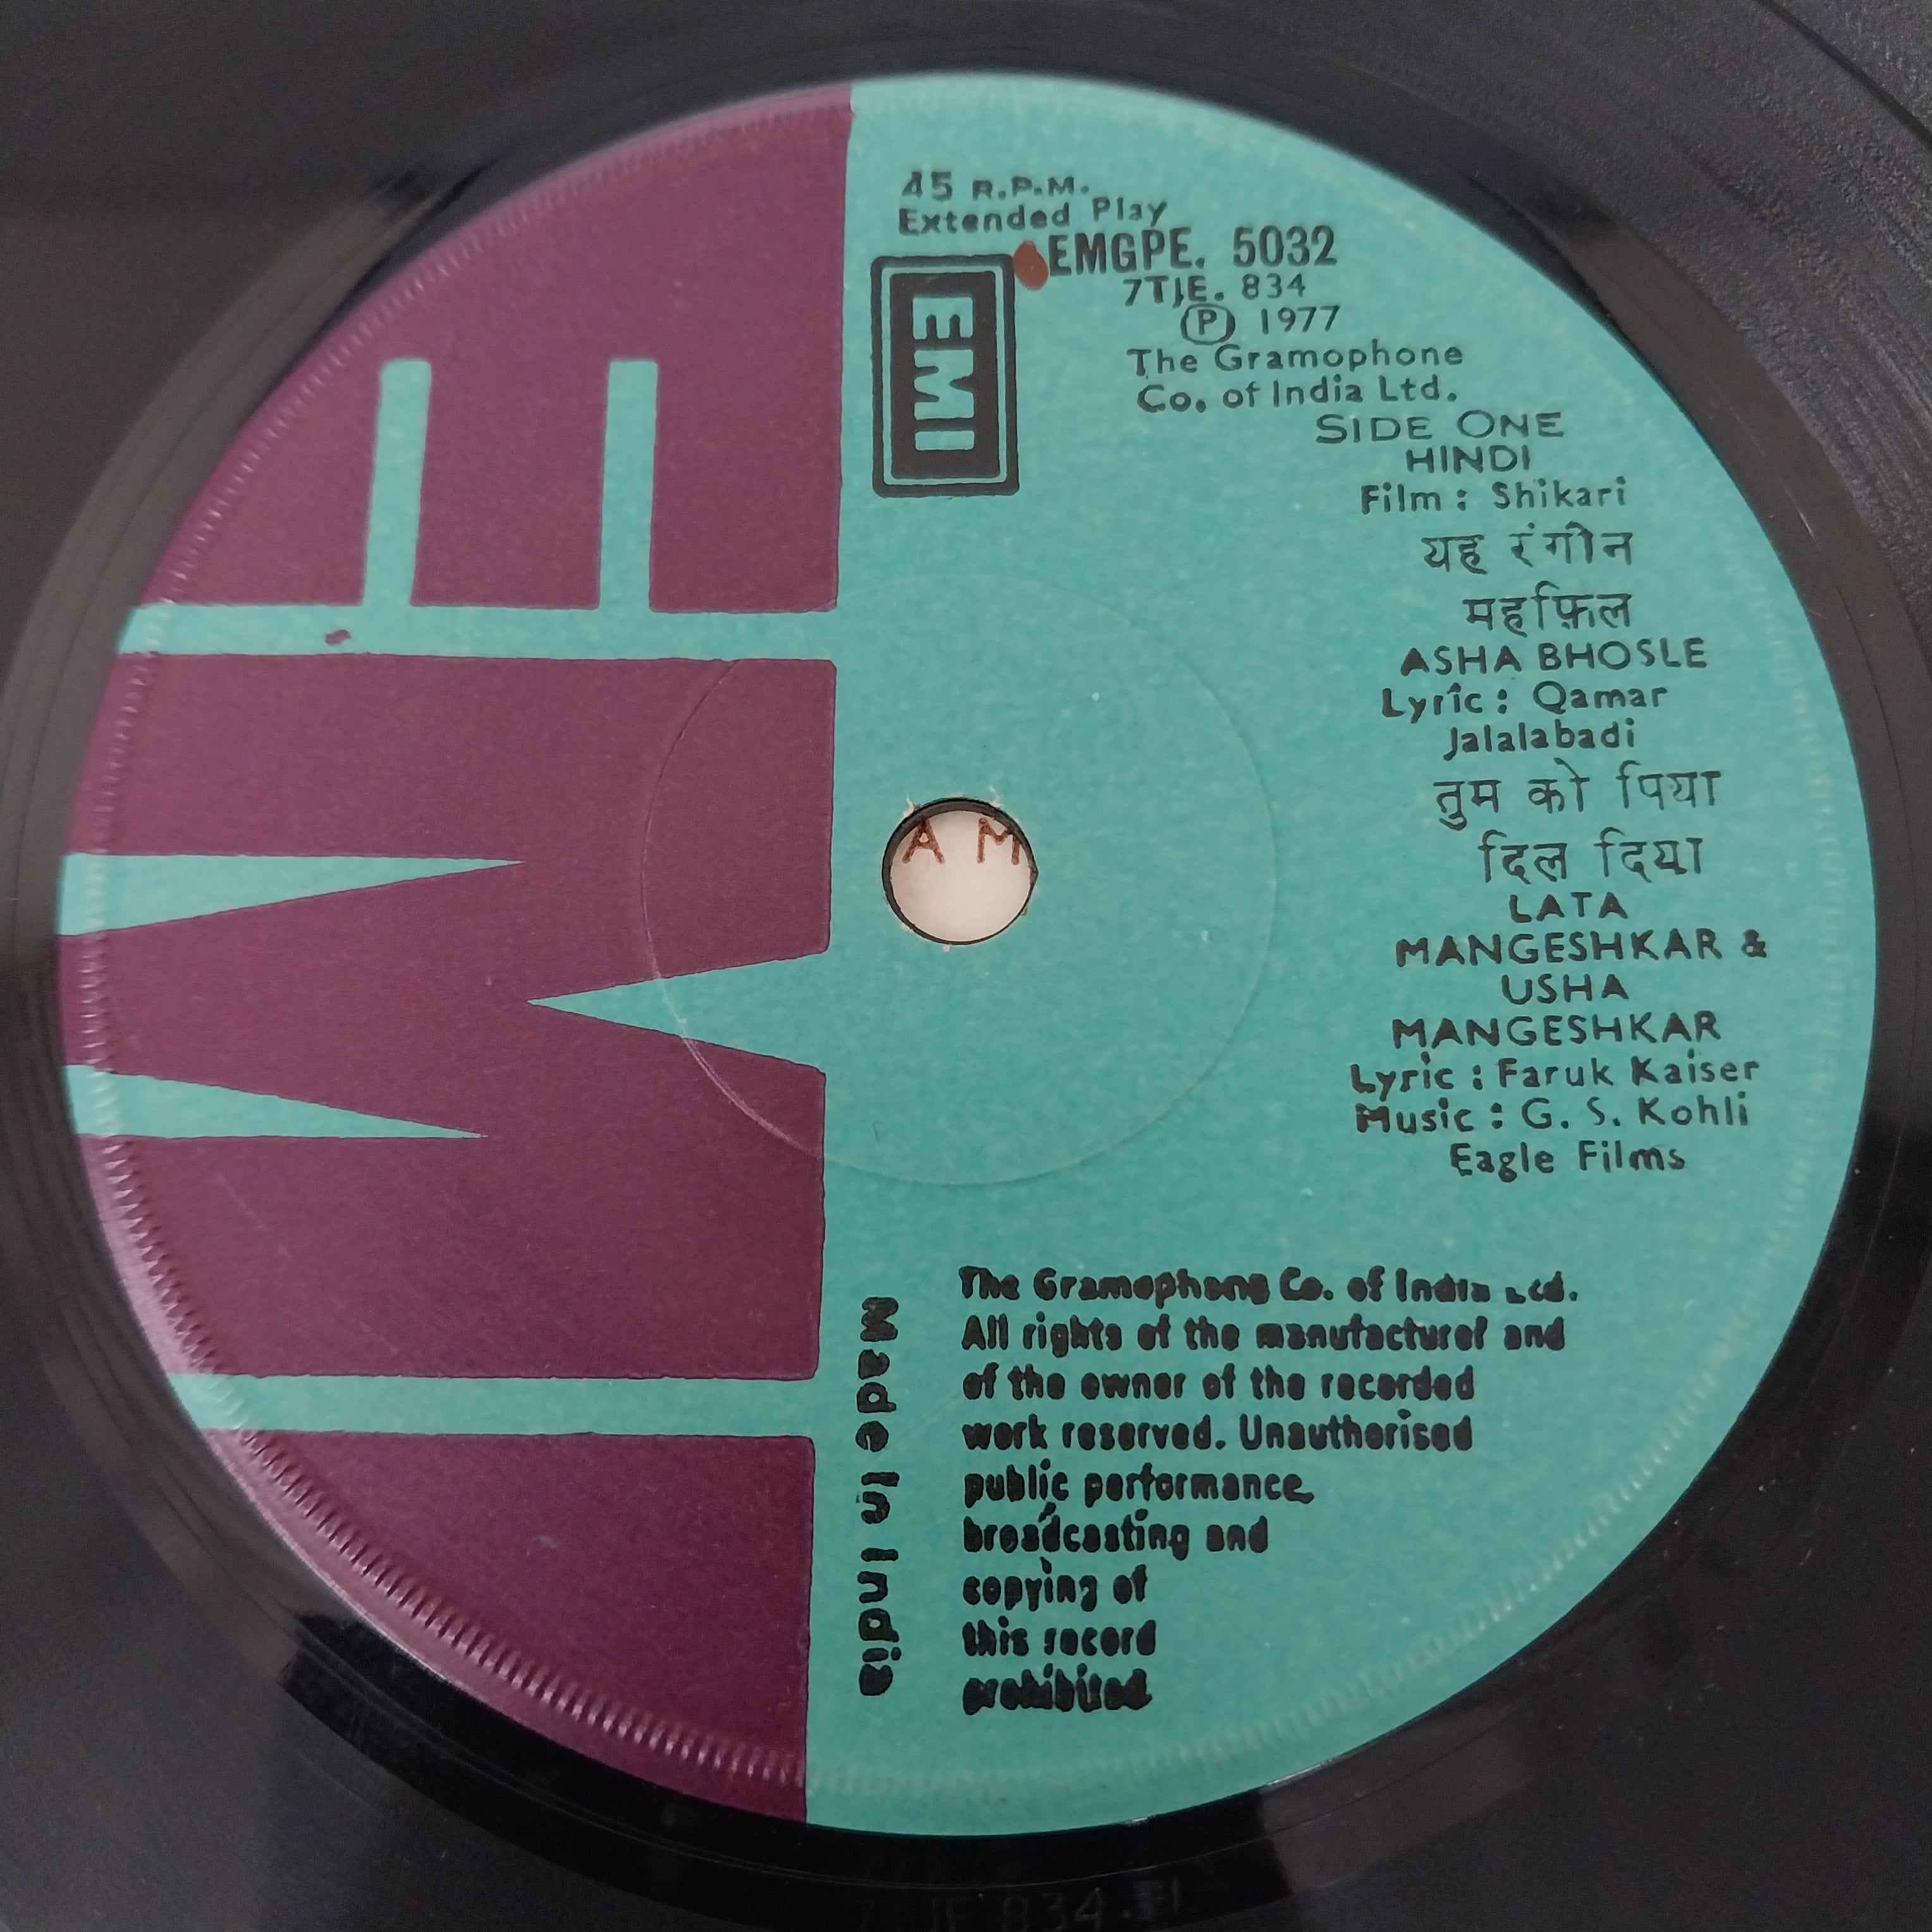 45 R.P.M.
Extended Play
EMGPE. 5032
7TJE. 834
Ⓟ 1977
The Gramophone
Co. of India Ltd.
EMI
SIDE ONE
HINDI
Film : Shikari
यह रंगीन
महफ़िल
ASHA BHOSLE
Lyric : Qamar
Jalalabadi
तुम को पिया
दिल दिया
LATA
MANGESHKAR &
USHA
MANGESHKAR
Lyric : Faruk Kaiser
Music : G. S. Kohli
Eagle Films
EMI
A M
The Gramophone Co. of India Ltd.
All rights of the manufacturer and
of the owner of the recorded
work reserved. Unauthorised
public performance,
broadcasting and
copying of
this record
prohibited
Made in India
7TJE 834